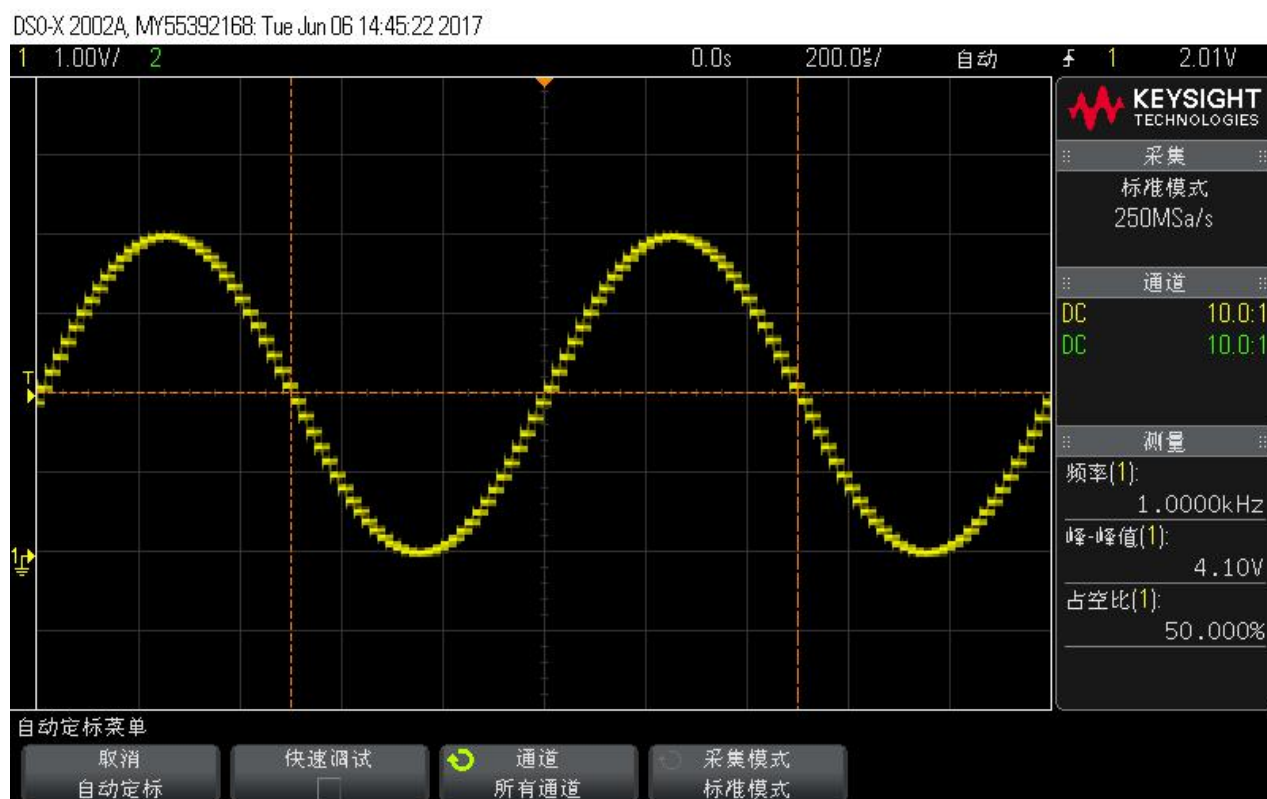 DSO-X 2002A, MY55392168: Tue Jun 06 14:45:22 2017
1 1.00V/ 2 0.0s 200.0µs/ 自动 1 2.01V
KEYSIGHT
TECHNOLOGIES
采集
标准模式
250MSa/s
通道
DC 10.0:1
DC 10.0:1
T
1
测量
频率(1):
1.0000kHz
峰-峰值(1):
4.10V
占空比(1):
50.000%
自动定标菜单
取消
自动定标
快速调试
通道
所有通道
采集模式
标准模式